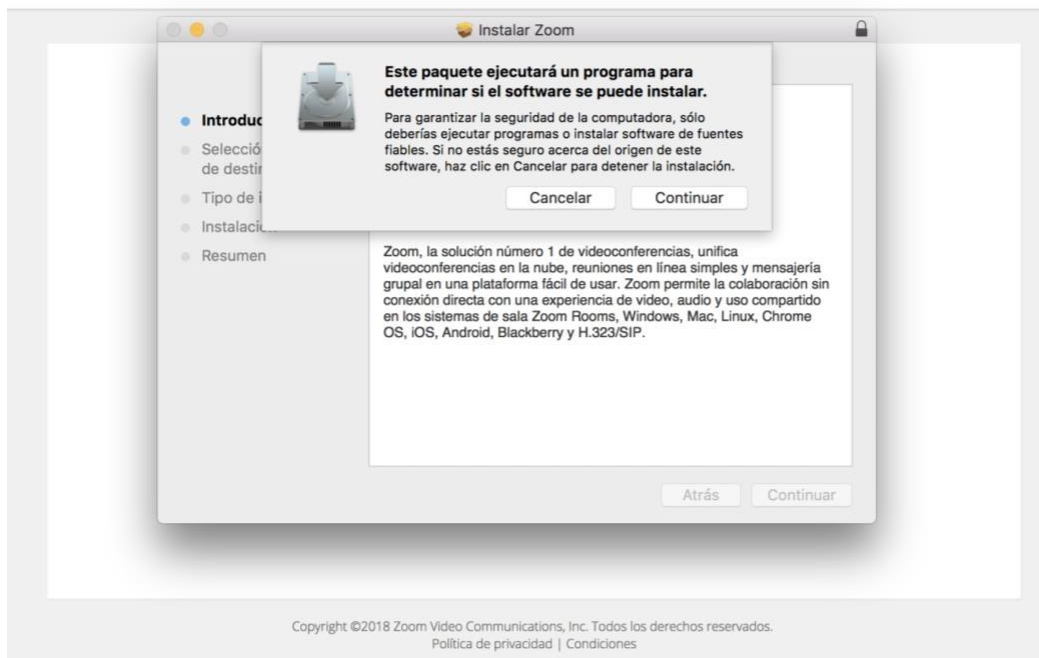 Instalar Zoom
Este paquete ejecutará un programa para
determinar si el software se puede instalar.
Para garantizar la seguridad de la computadora, sólo
deberías ejecutar programas o instalar software de fuentes
fiables. Si no estás seguro acerca del origen de este
software, haz clic en Cancelar para detener la instalación.
Cancelar
Continuar
Introduc
Selecció
de destin
Tipo de i
Instalación
Resumen
Zoom, la solución número 1 de videoconferencias, unifica
videoconferencias en la nube, reuniones en línea simples y mensajería
grupal en una plataforma fácil de usar. Zoom permite la colaboración sin
conexión directa con una experiencia de video, audio y uso compartido
en los sistemas de sala Zoom Rooms, Windows, Mac, Linux, Chrome
OS, iOS, Android, Blackberry y H.323/SIP.
Atrás
Continuar
Copyright ©2018 Zoom Video Communications, Inc. Todos los derechos reservados.
Política de privacidad | Condiciones